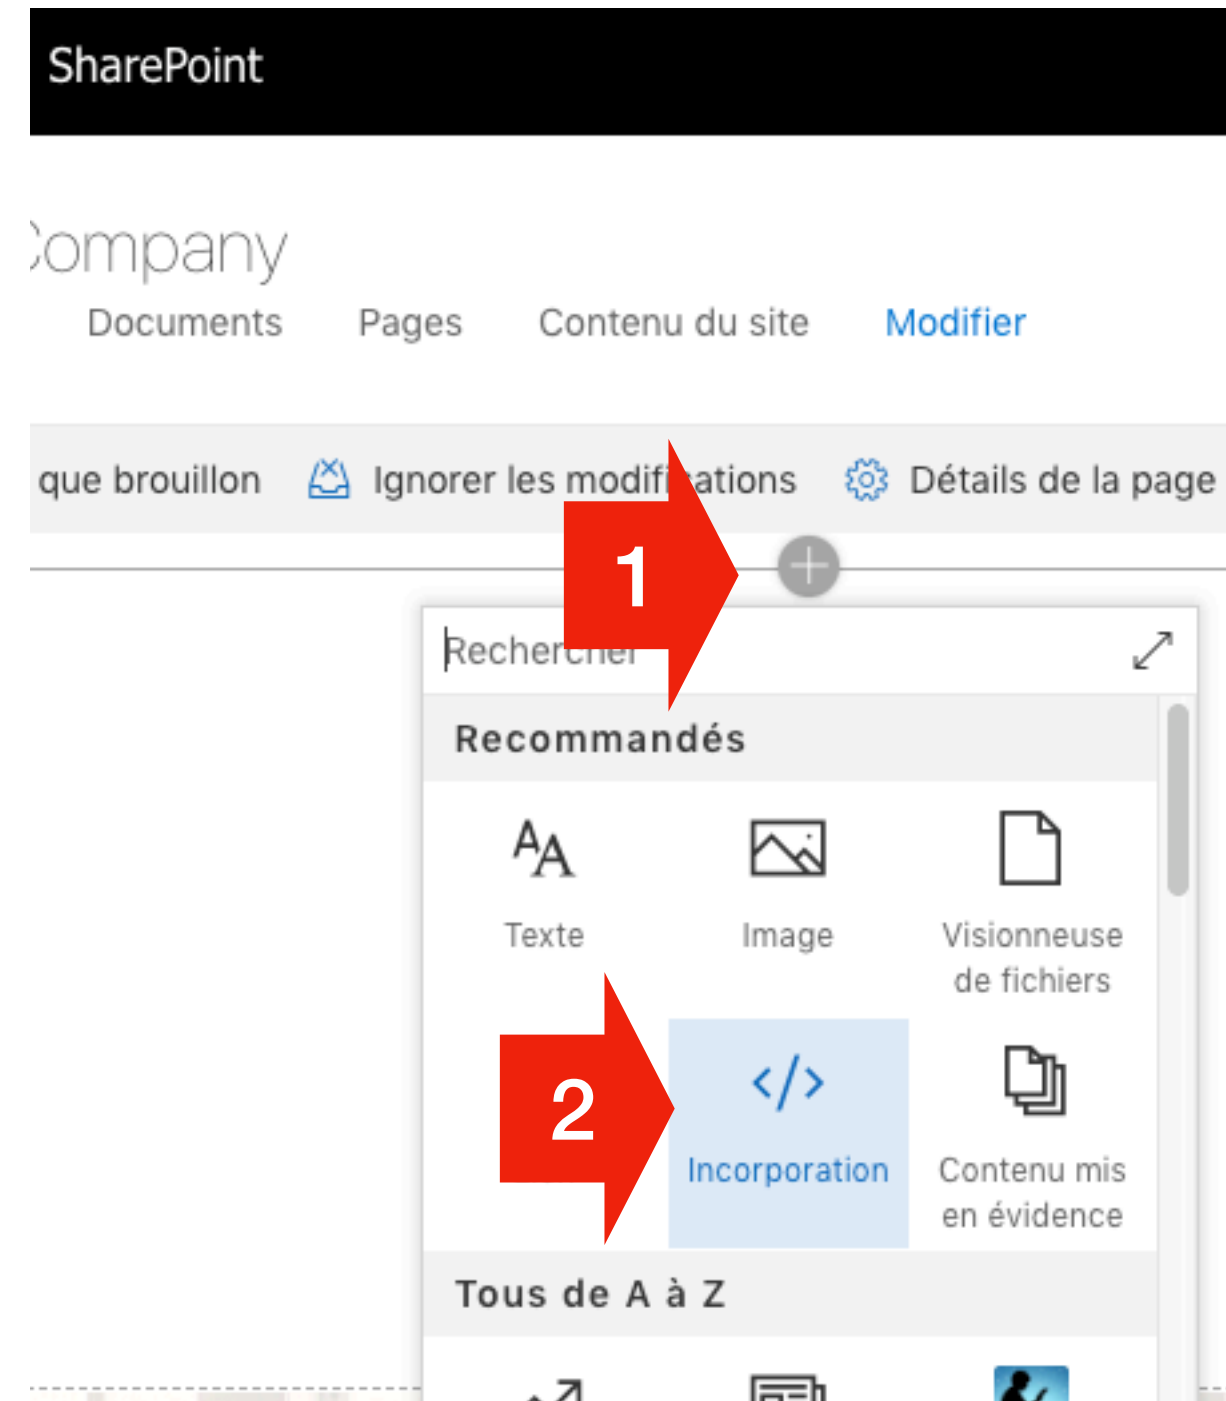 SharePoint
Company
Documents Pages Contenu du site Modifier
que brouillon Ignorer les modifications Détails de la page
1
Rechercher
Recommandés
Texte Image Visionneuse
de fichiers
2
Incorporation Contenu mis
en évidence
Tous de A à Z